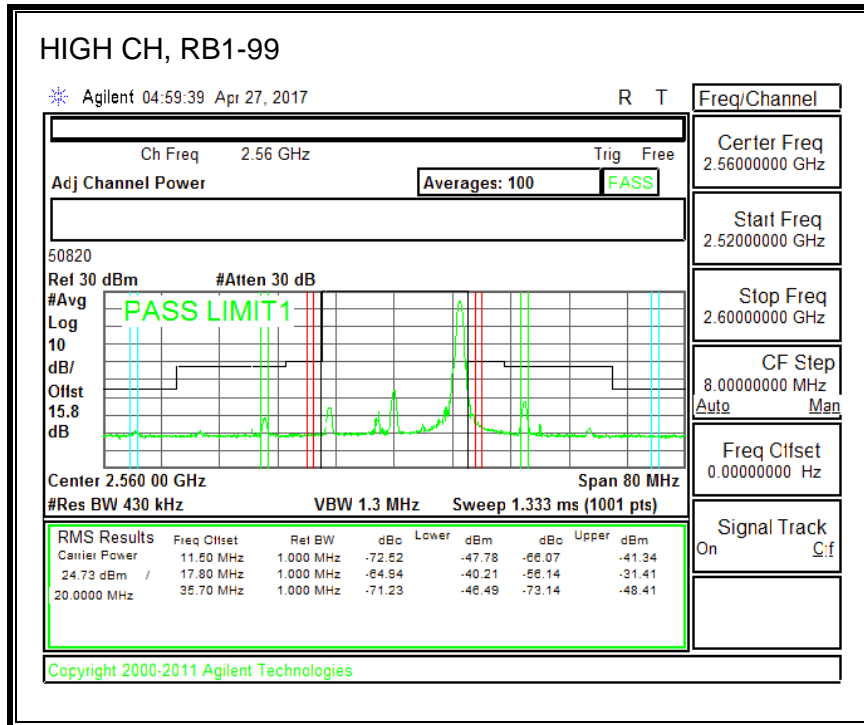 HIGH CH, RB1-99
Agilent 04:59:39 Apr 27, 2017 R T
Freq/Channel
Ch Freq 2.56 GHz Trig Free
Adj Channel Power Averages: 100 PASS
Center Freq
2.56000000 GHz
Start Freq
2.52000000 GHz
Stop Freq
2.60000000 GHz
CF Step
8.00000000 MHz
Auto Man
Freq Offset
0.00000000 Hz
Signal Track
On Off
50820
Ref 30 dBm #Atten 30 dB
#Avg
Log
10
dB/
Offst
15.8
dB
PASS LIMIT1
Center 2.560 00 GHz Span 80 MHz
#Res BW 430 kHz VBW 1.3 MHz Sweep 1.333 ms (1001 pts)
RMS Results Freq Offset Ref BW dBc Lower dBm dBc Upper dBm
Carrier Power 11.50 MHz 1.000 MHz -72.52 -47.78 -66.07 -41.34
24.73 dBm / 17.80 MHz 1.000 MHz -64.94 -40.21 -56.14 -31.41
20.0000 MHz 35.70 MHz 1.000 MHz -71.23 -46.49 -73.14 -48.41
Copyright 2000-2011 Agilent Technologies